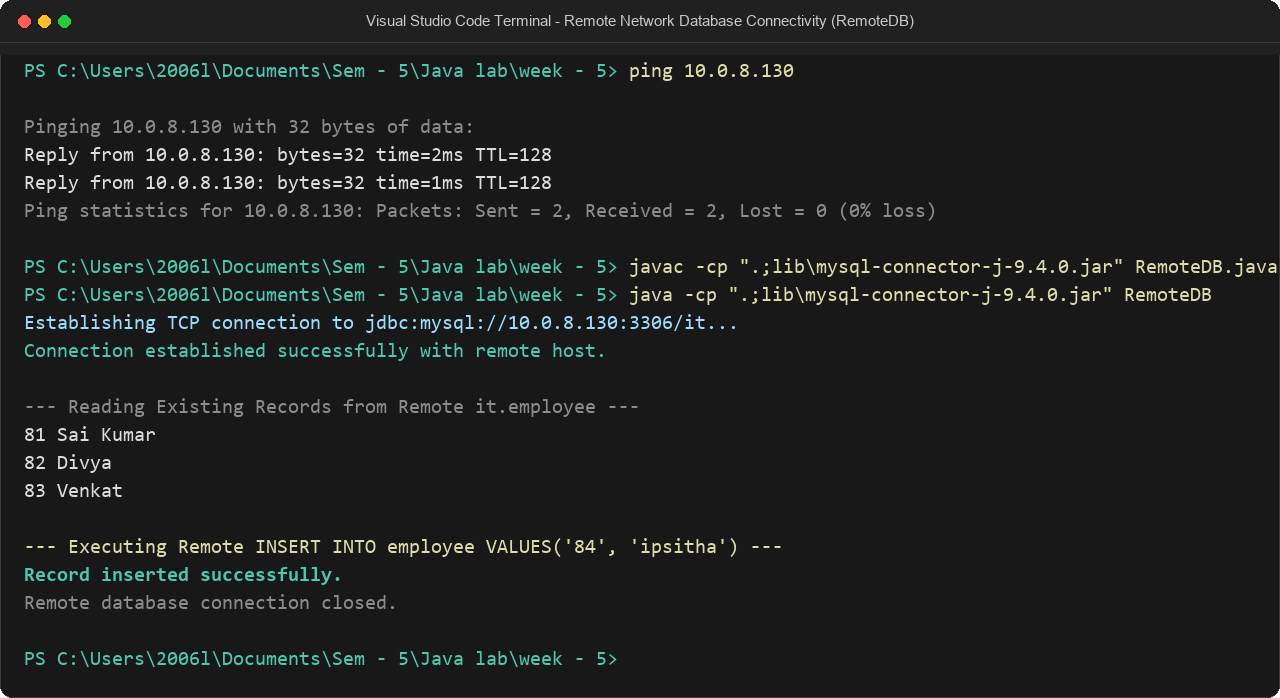 Visual Studio Code Terminal - Remote Network Database Connectivity (RemoteDB)
PS C:\Users\2006l\Documents\Sem - 5\Java lab\week - 5> ping 10.0.8.130
Pinging 10.0.8.130 with 32 bytes of data:
Reply from 10.0.8.130: bytes=32 time=2ms TTL=128
Reply from 10.0.8.130: bytes=32 time=1ms TTL=128
Ping statistics for 10.0.8.130: Packets: Sent = 2, Received = 2, Lost = 0 (0% loss)
PS C:\Users\2006l\Documents\Sem - 5\Java lab\week - 5> javac -cp ".;lib\mysql-connector-j-9.4.0.jar" RemoteDB.java
PS C:\Users\2006l\Documents\Sem - 5\Java lab\week - 5> java -cp ".;lib\mysql-connector-j-9.4.0.jar" RemoteDB
Establishing TCP connection to jdbc:mysql://10.0.8.130:3306/it...
Connection established successfully with remote host.
--- Reading Existing Records from Remote it.employee ---
81 Sai Kumar
82 Divya
83 Venkat
--- Executing Remote INSERT INTO employee VALUES('84', 'ipsitha') ---
Record inserted successfully.
Remote database connection closed.
PS C:\Users\2006l\Documents\Sem - 5\Java lab\week - 5>